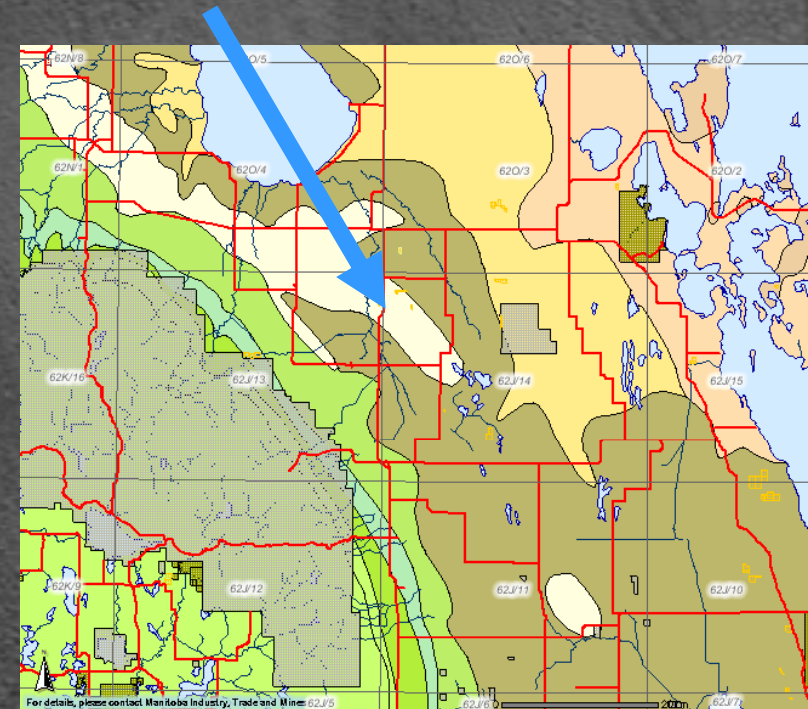 62N/8
O/5
62O/6
62O/7
62N/1
62O/4
62O/3
62O/2
62K/16
62J/13
62J/14
62J/15
62K/9
62J/12
62J/11
62J/10
N
For details, please contact Manitoba Industry, Trade and Mines
62J/5
62J/6
62J/7